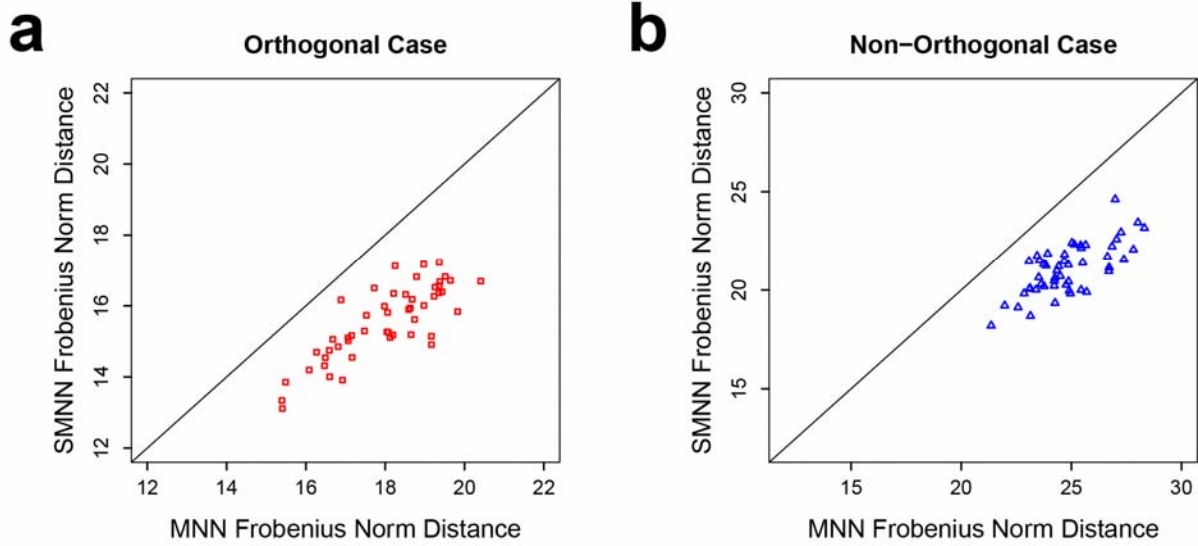 a
Orthogonal Case
SMNN Frobenius Norm Distance
22
20
18
16
14
12
12 14 16 18 20 22
MNN Frobenius Norm Distance
b
Non−Orthogonal Case
SMNN Frobenius Norm Distance
30
25
20
15
15 20 25 30
MNN Frobenius Norm Distance